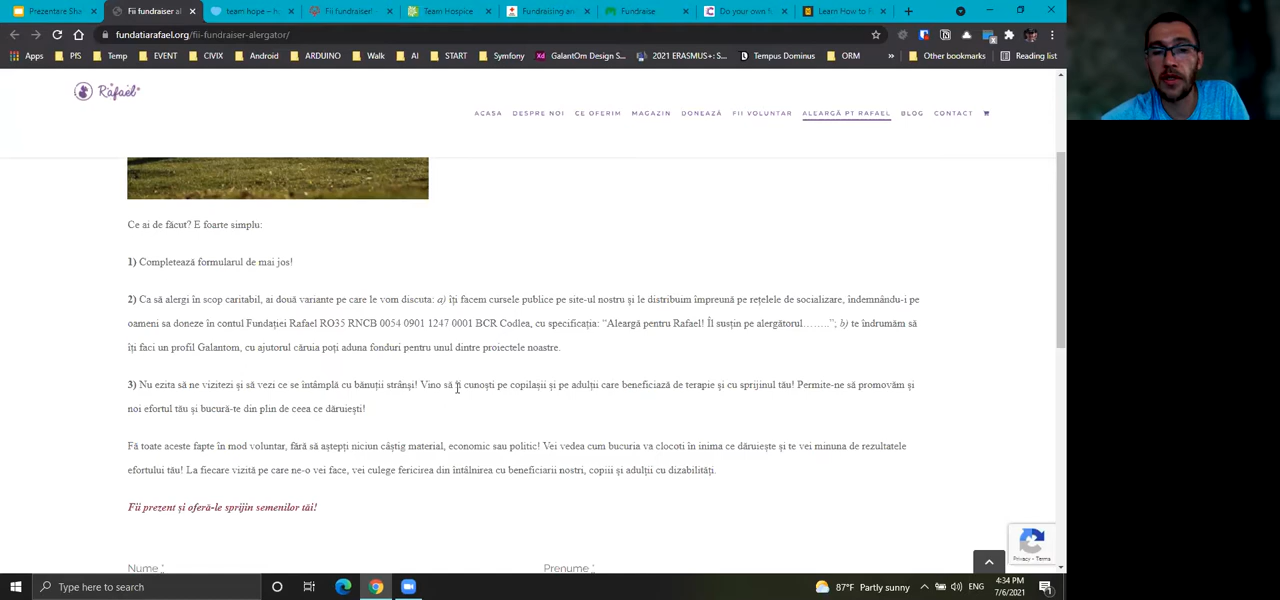 Fii fundraiser al
Prezentare Sha
team hope – h
Fii fundraiser!
Team Hospice
Fundraising an
Fundraise
Do your own f
Learn How to F
fundatiarafael.org/fii-fundraiser-alergator/
Apps PIS Temp EVENT CIVIX Android ARDUINO Walk AI START Symfony GalantOm Design S... 2021 ERASMUS+: S... Tempus Dominus ORM » Other bookmarks Reading list
Rafael
ACASA DESPRE NOI CE OFERIM MAGAZIN DONEAZĂ FII VOLUNTAR ALEARGĂ PT RAFAEL BLOG CONTACT
Ce ai de făcut? E foarte simplu:
1) Completează formularul de mai jos!
2) Ca să alergi în scop caritabil, ai două variante pe care le vom discuta: a) îți facem cursele publice pe site-ul nostru și le distribuim împreună pe rețelele de socializare, îndemnându-i pe
oameni sa doneze în contul Fundației Rafael RO35 RNCB 0054 0901 1247 0001 BCR Codlea, cu specificația: “Aleargă pentru Rafael! Îl susțin pe alergătorul……..”; b) te îndrumăm să
îți faci un profil Galantom, cu ajutorul căruia poți aduna fonduri pentru unul dintre proiectele noastre.
3) Nu ezita să ne vizitezi și să vezi ce se întâmplă cu bănuții strânși! Vino să îi cunoști pe copilașii și pe adulții care beneficiază de terapie și cu sprijinul tău! Permite-ne să promovăm și
noi efortul tău și bucură-te din plin de ceea ce dăruiești!
Fă toate aceste fapte în mod voluntar, fără să aștepți niciun câștig material, economic sau politic! Vei vedea cum bucuria va clocoti în inima ce dăruiește și te vei minuna de rezultatele
efortului tău! La fiecare vizită pe care ne-o vei face, vei culege fericirea din întâlnirea cu beneficiarii noștri, copiii și adulții cu dizabilități.
Fii prezent și oferă-le sprijin semenilor tăi!
Privacy - Terms
Nume *
Prenume *
Type here to search
87°F Partly sunny
ENG
4:34 PM
7/6/2021